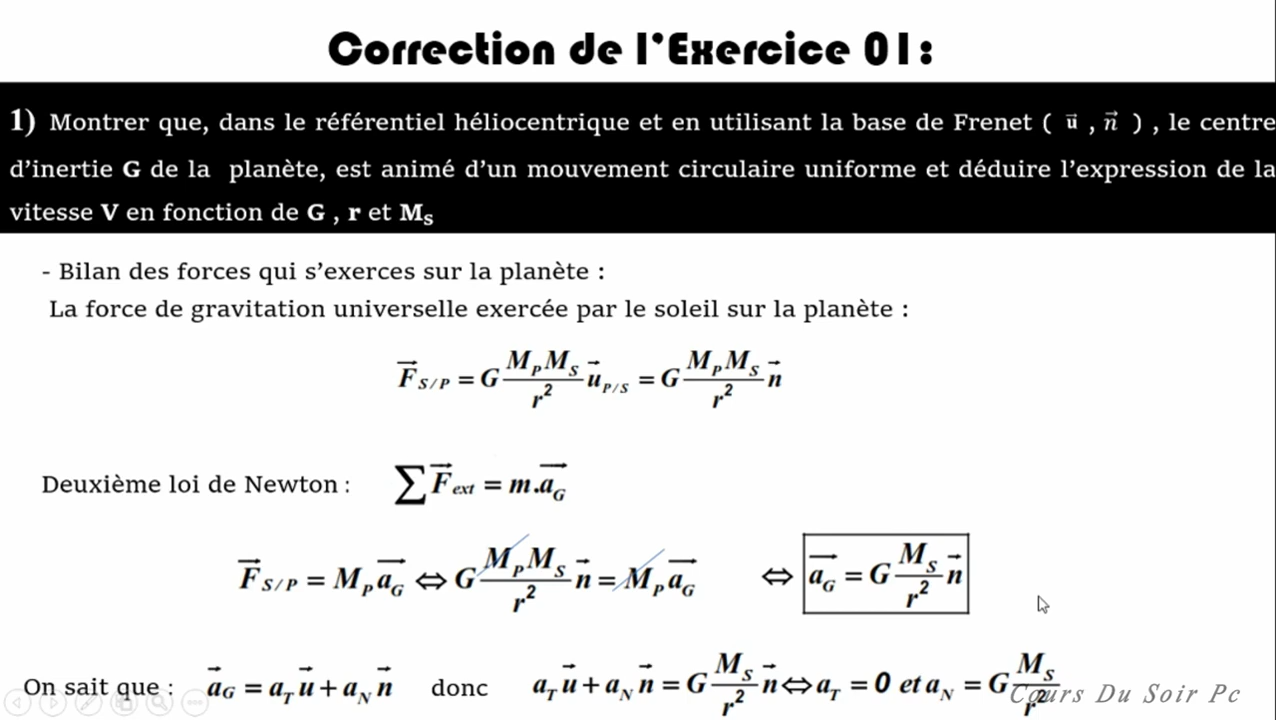 Correction de l'Exercice 01:
1) Montrer que, dans le référentiel héliocentrique et en utilisant la base de Frenet ( u⃗ , n⃗ ) , le centre
d'inertie G de la planète, est animé d'un mouvement circulaire uniforme et déduire l'expression de la
vitesse V en fonction de G , r et M_S
- Bilan des forces qui s'exerces sur la planète :
La force de gravitation universelle exercée par le soleil sur la planète :
F⃗_{S/P} = G (M_P M_S / r²) u⃗_{P/S} = G (M_P M_S / r²) n⃗
Deuxième loi de Newton : ∑ F⃗_{ext} = m.a⃗_G
F⃗_{S/P} = M_P a⃗_G ⇔ G (M_P M_S / r²) n⃗ = M_P a⃗_G ⇔ a⃗_G = G (M_S / r²) n⃗
On sait que : a⃗_G = a_T u⃗ + a_N n⃗ donc a_T u⃗ + a_N n⃗ = G (M_S / r²) n⃗ ⇔ a_T = 0 et a_N = G (M_S / r²)
Cours Du Soir Pc